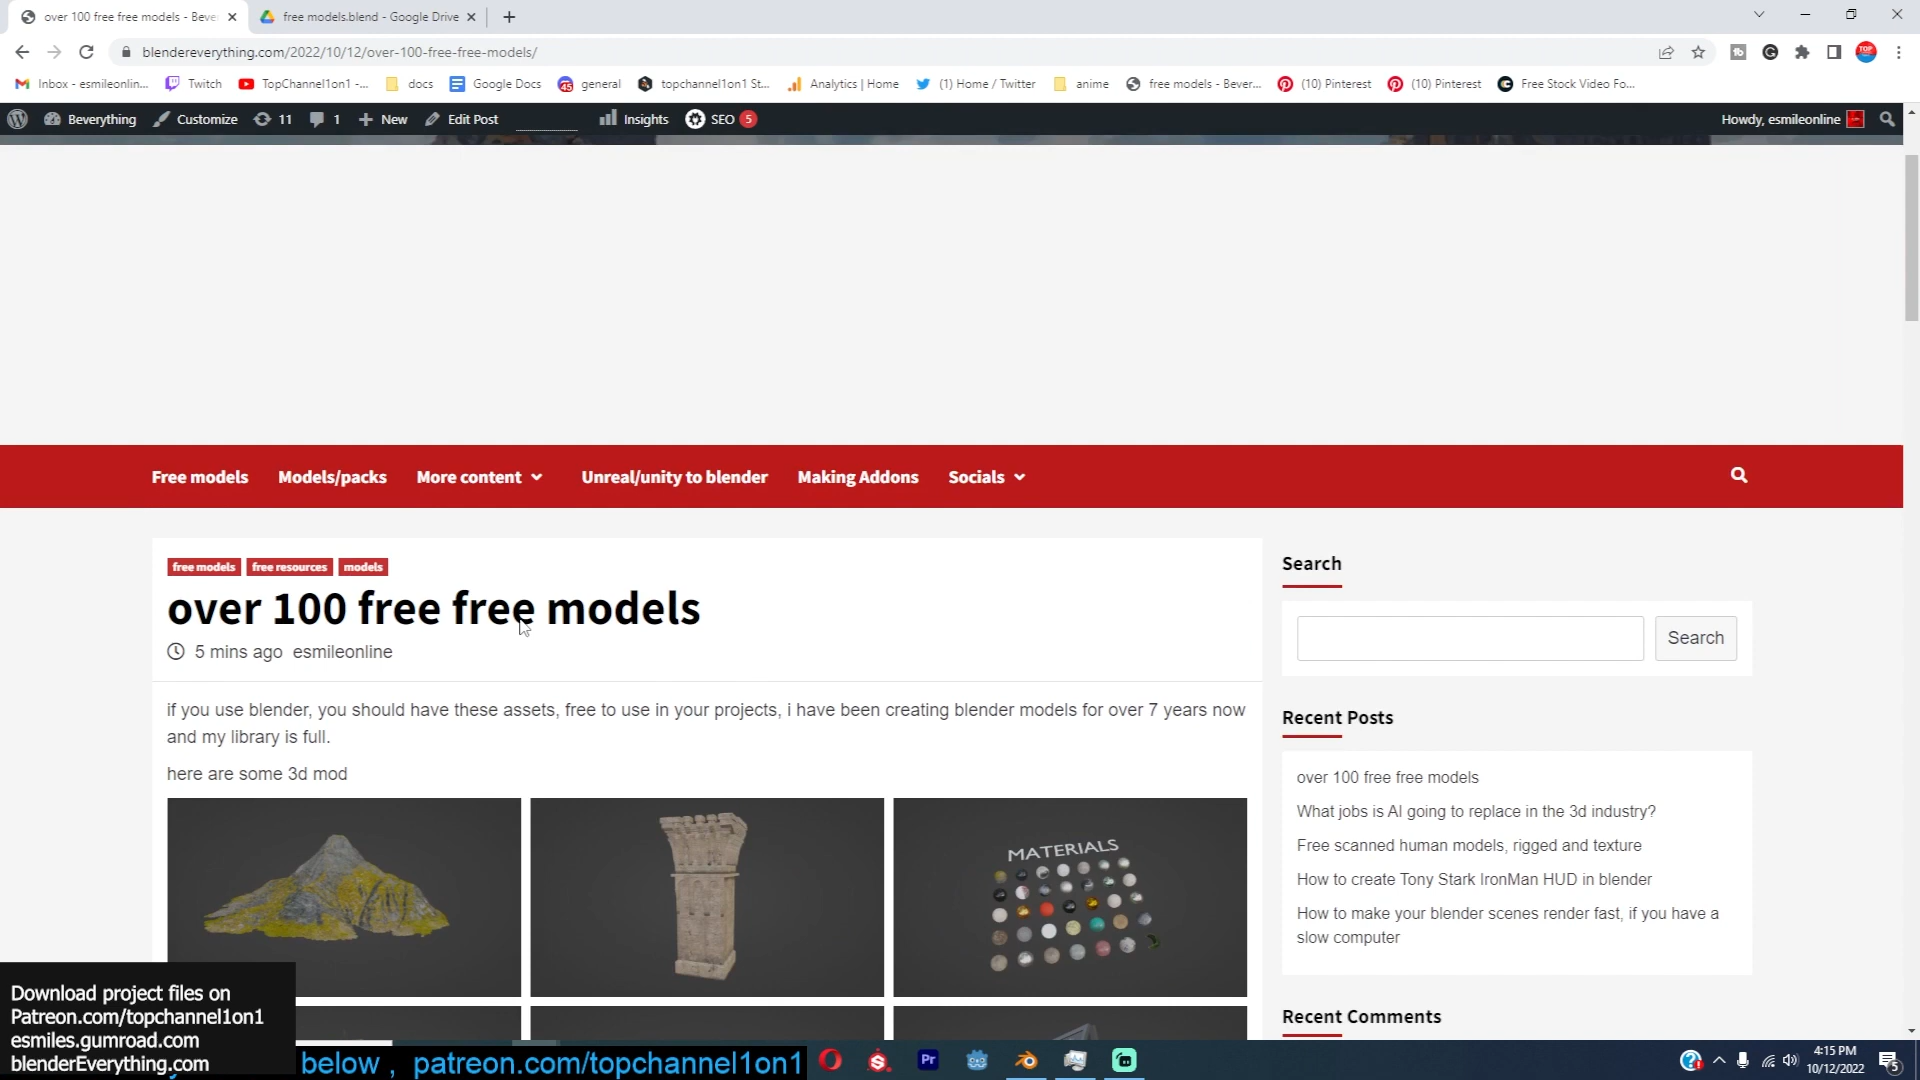 over 100 free free models - Beve
free models.blend - Google Drive
blendereverything.com/2022/10/12/over-100-free-free-models/
Inbox - esmileonlin...
Twitch
TopChannel1on1 -...
docs
Google Docs
45
general
topchannel1on1 St...
Analytics | Home
(1) Home / Twitter
anime
free models - Bever...
(10) Pinterest
(10) Pinterest
Free Stock Video Fo...
Beverything
Customize
11
1
New
Edit Post
Insights
SEO 5
Howdy, esmileonline
Free models
Models/packs
More content
Unreal/unity to blender
Making Addons
Socials
free models
free resources
models
over 100 free free models
5 mins ago esmileonline
if you use blender, you should have these assets, free to use in your projects, i have been creating blender models for over 7 years now
and my library is full.
here are some 3d mod
MATERIALS
Search
Search
Recent Posts
over 100 free free models
What jobs is AI going to replace in the 3d industry?
Free scanned human models, rigged and texture
How to create Tony Stark IronMan HUD in blender
How to make your blender scenes render fast, if you have a
slow computer
Recent Comments
Download project files on
Patreon.com/topchannel1on1
esmiles.gumroad.com
blenderEverything.com
below , patreon.com/topchannel1on1
Pr
4:15 PM
10/12/2022
5